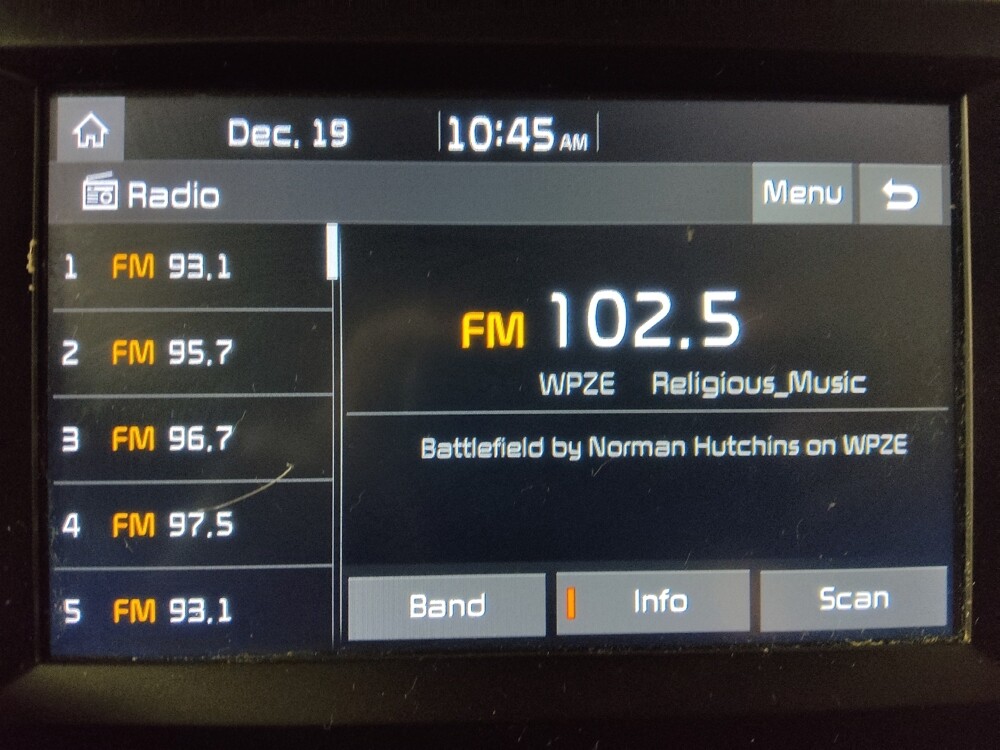 Dec. 19 10:45 AM
Radio Menu
1 FM 93.1
2 FM 95.7
3 FM 96.7
4 FM 97.5
5 FM 93.1
FM 102.5
WPZE Religious_Music
Battlefield by Norman Hutchins on WPZE
Band Info Scan